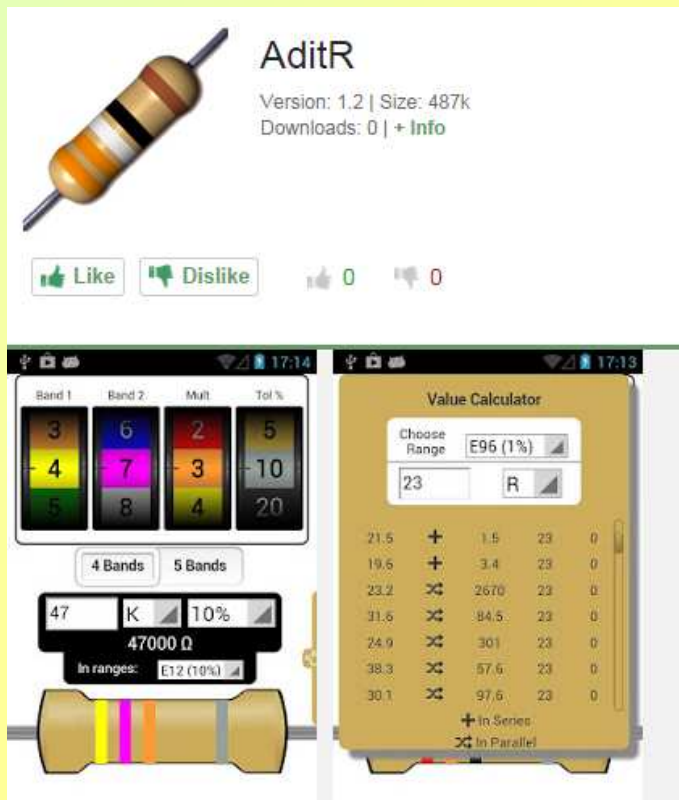 AditR
Version: 1.2 | Size: 487k
Downloads: 0 | + Info
Like Dislike 0 0
17:14
Band 1 Band 2 Mult Tol %
3 6 2 5
4 7 3 10
5 8 4 20
4 Bands 5 Bands
47 K 10%
47000 Ω
In ranges: E12 (10%)
17:13
Value Calculator
Choose
Range E96 (1%)
23 R
21.5 + 1.5 23 0
19.6 + 3.4 23 0
23.2 2670 23 0
31.6 84.5 23 0
24.9 301 23 0
38.3 57.6 23 0
30.1 97.6 23 0
+ In Series
In Parallel